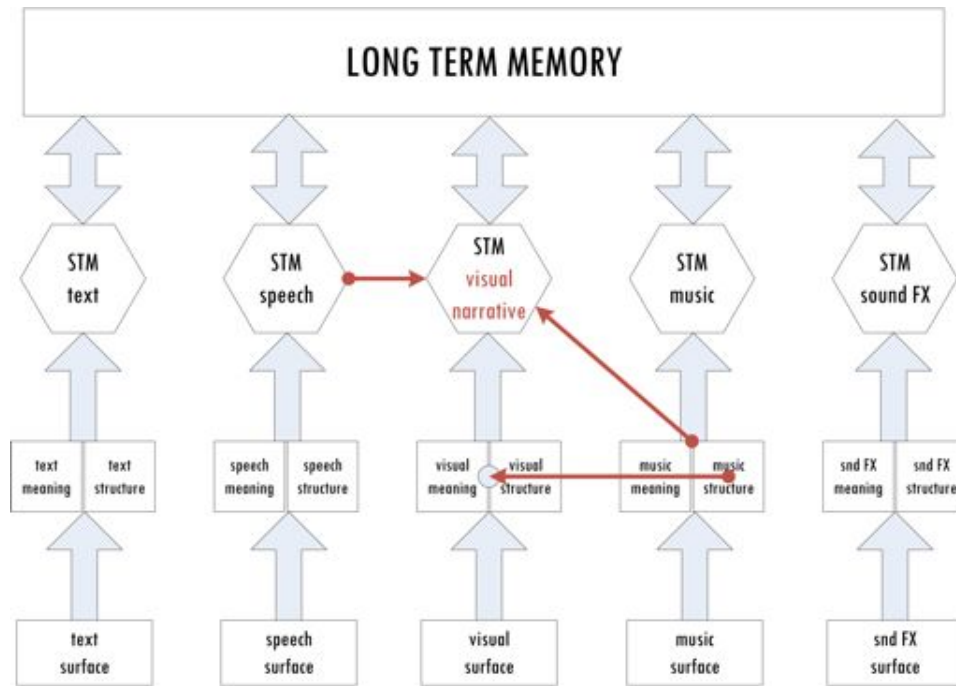 LONG TERM MEMORY
STM
text
STM
speech
STM
visual
narrative
STM
music
STM
sound FX
text
meaning
text
structure
speech
meaning
speech
structure
visual
meaning
visual
structure
music
meaning
music
structure
snd FX
meaning
snd FX
structure
text
surface
speech
surface
visual
surface
music
surface
snd FX
surface